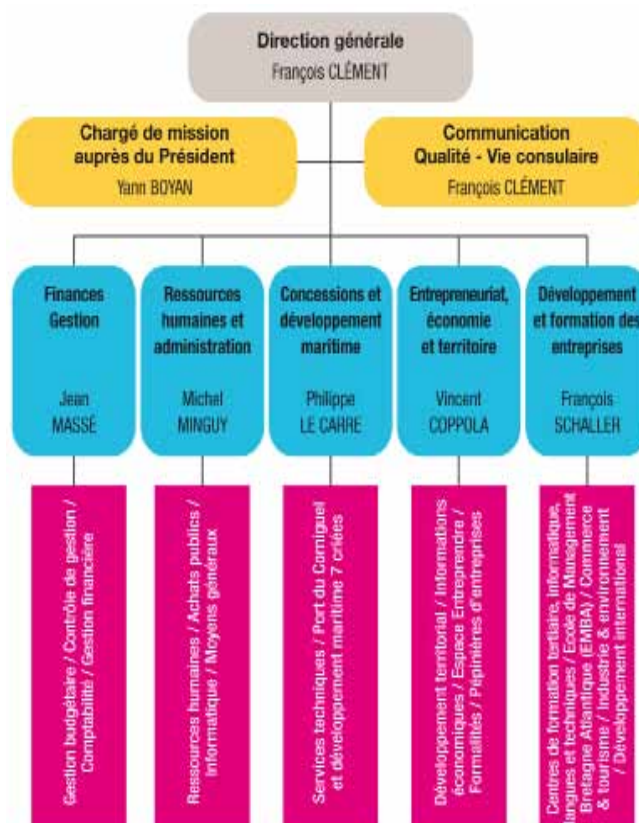 Direction générale
François CLÉMENT
Chargé de mission
auprès du Président
Yann BOYAN
Communication
Qualité - Vie consulaire
François CLÉMENT
Finances
Gestion
Jean
MASSÉ
Ressources
humaines et
administration
Michel
MINGUY
Concessions et
développement
maritime
Philippe
LE CARRE
Entrepreneuriat,
économie
et territoire
Vincent
COPPOLA
Développement
et formation des
entreprises
François
SCHALLER
Gestion budgétaire / Contrôle de gestion /
Comptabilité / Gestion financière
Ressources humaines / Achats publics /
Informatique / Moyens généraux
Services techniques / Port du Corniguel
et développement maritime 7 criées
Développement territorial / Informations
économiques / Espace Entreprendre /
Formalités / Pépinières d'entreprises
Centres de formation tertiaire, Informatique,
langues et techniques / Ecole de Management
Bretagne Atlantique (EMBA) / Commerce
& tourisme / Industrie & environnement
/ Développement international